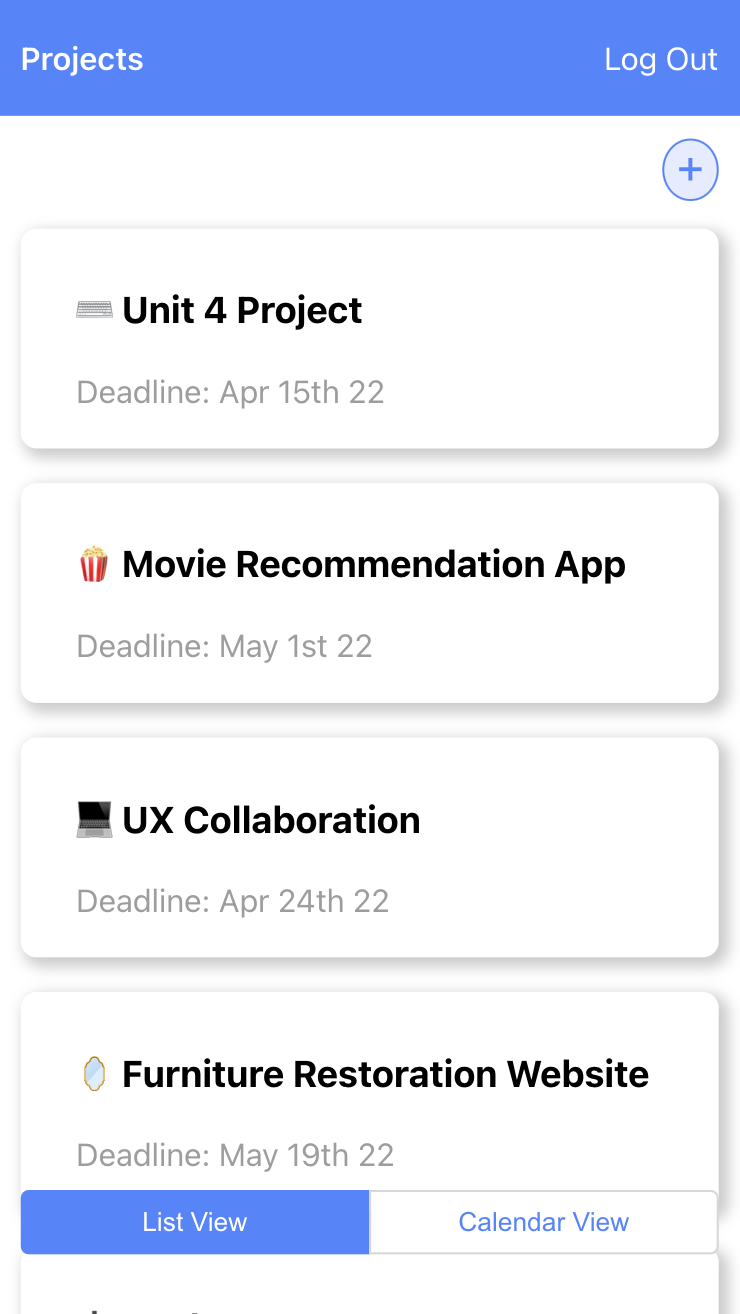 Projects
Log Out
+
Unit 4 Project
Deadline: Apr 15th 22
Movie Recommendation App
Deadline: May 1st 22
UX Collaboration
Deadline: Apr 24th 22
Furniture Restoration Website
Deadline: May 19th 22
List View
Calendar View